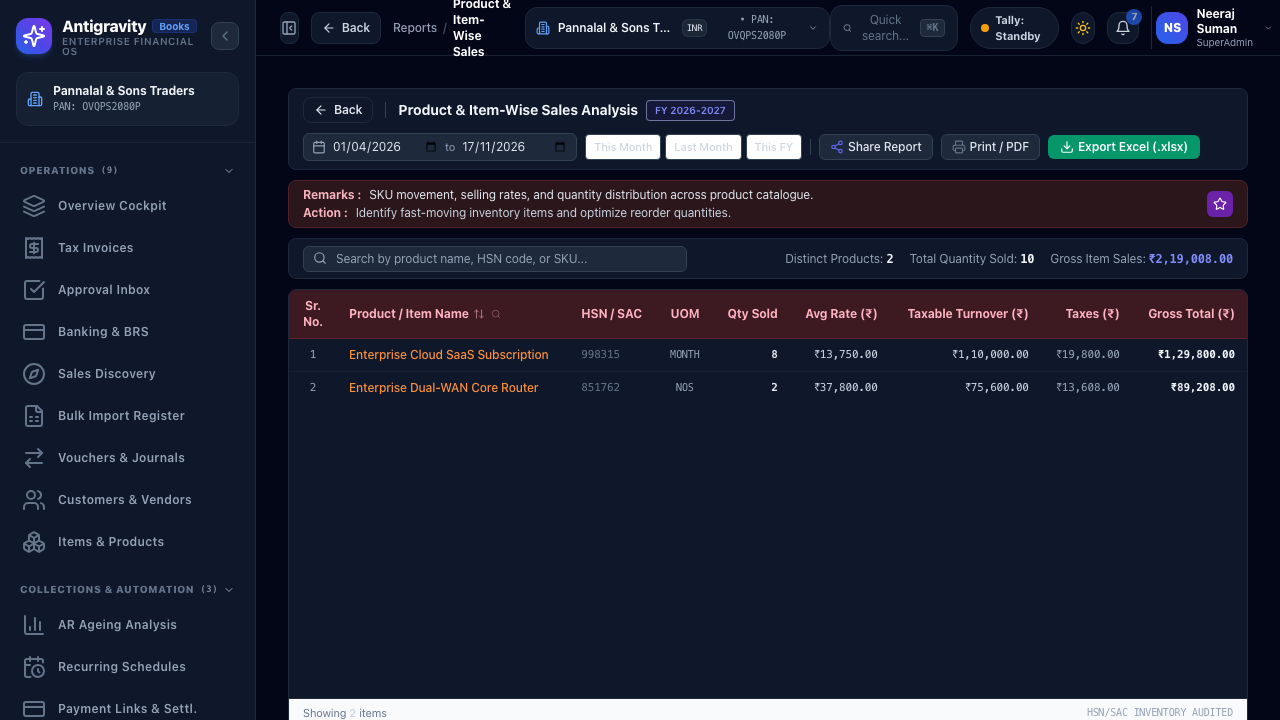 Antigravity Books
ENTERPRISE FINANCIAL OS
Pannalal & Sons Traders
PAN: OVQPS2080P
OPERATIONS (9)
Overview Cockpit
Tax Invoices
Approval Inbox
Banking & BRS
Sales Discovery
Bulk Import Register
Vouchers & Journals
Customers & Vendors
Items & Products
COLLECTIONS & AUTOMATION (3)
AR Ageing Analysis
Recurring Schedules
Payment Links & Settl.
Back
Reports / Product & Item-Wise Sales
Pannalal & Sons T... INR • PAN: OVQPS2080P
Quick search... ⌘K
Tally: Standby
7
NS Neeraj Suman
SuperAdmin
Back Product & Item-Wise Sales Analysis FY 2026-2027
01/04/2026 to 17/11/2026 This Month Last Month This FY Share Report Print / PDF Export Excel (.xlsx)
Remarks : SKU movement, selling rates, and quantity distribution across product catalogue.
Action : Identify fast-moving inventory items and optimize reorder quantities.
Search by product name, HSN code, or SKU... Distinct Products: 2 Total Quantity Sold: 10 Gross Item Sales: ₹2,19,008.00
Sr. No. Product / Item Name HSN / SAC UOM Qty Sold Avg Rate (₹) Taxable Turnover (₹) Taxes (₹) Gross Total (₹)
1 Enterprise Cloud SaaS Subscription 998315 MONTH 8 ₹13,750.00 ₹1,10,000.00 ₹19,800.00 ₹1,29,800.00
2 Enterprise Dual-WAN Core Router 851762 NOS 2 ₹37,800.00 ₹75,600.00 ₹13,608.00 ₹89,208.00
Showing 2 items HSN/SAC INVENTORY AUDITED